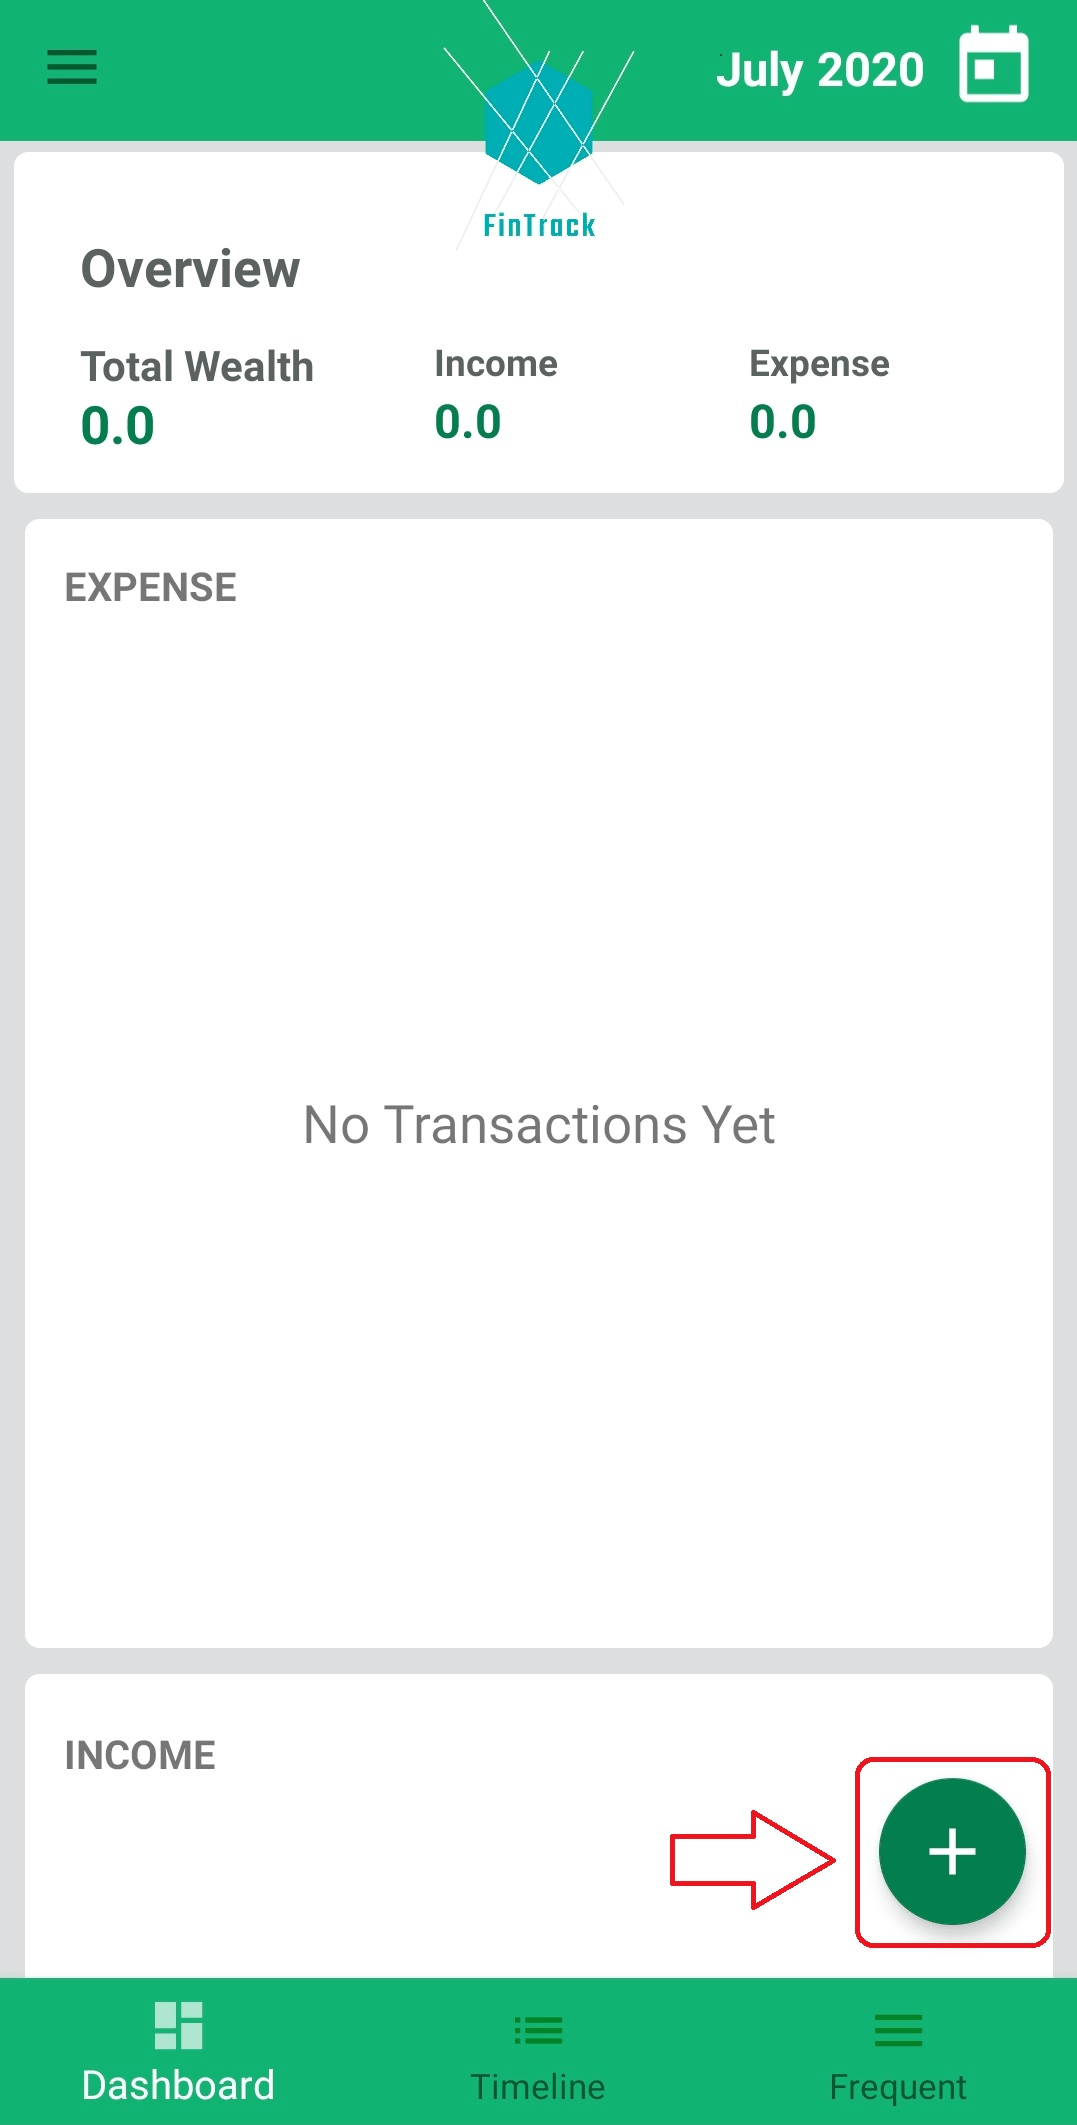 July 2020
FinTrack
Overview
Total Wealth Income Expense
0.0 0.0 0.0
EXPENSE
No Transactions Yet
INCOME
Dashboard Timeline Frequent